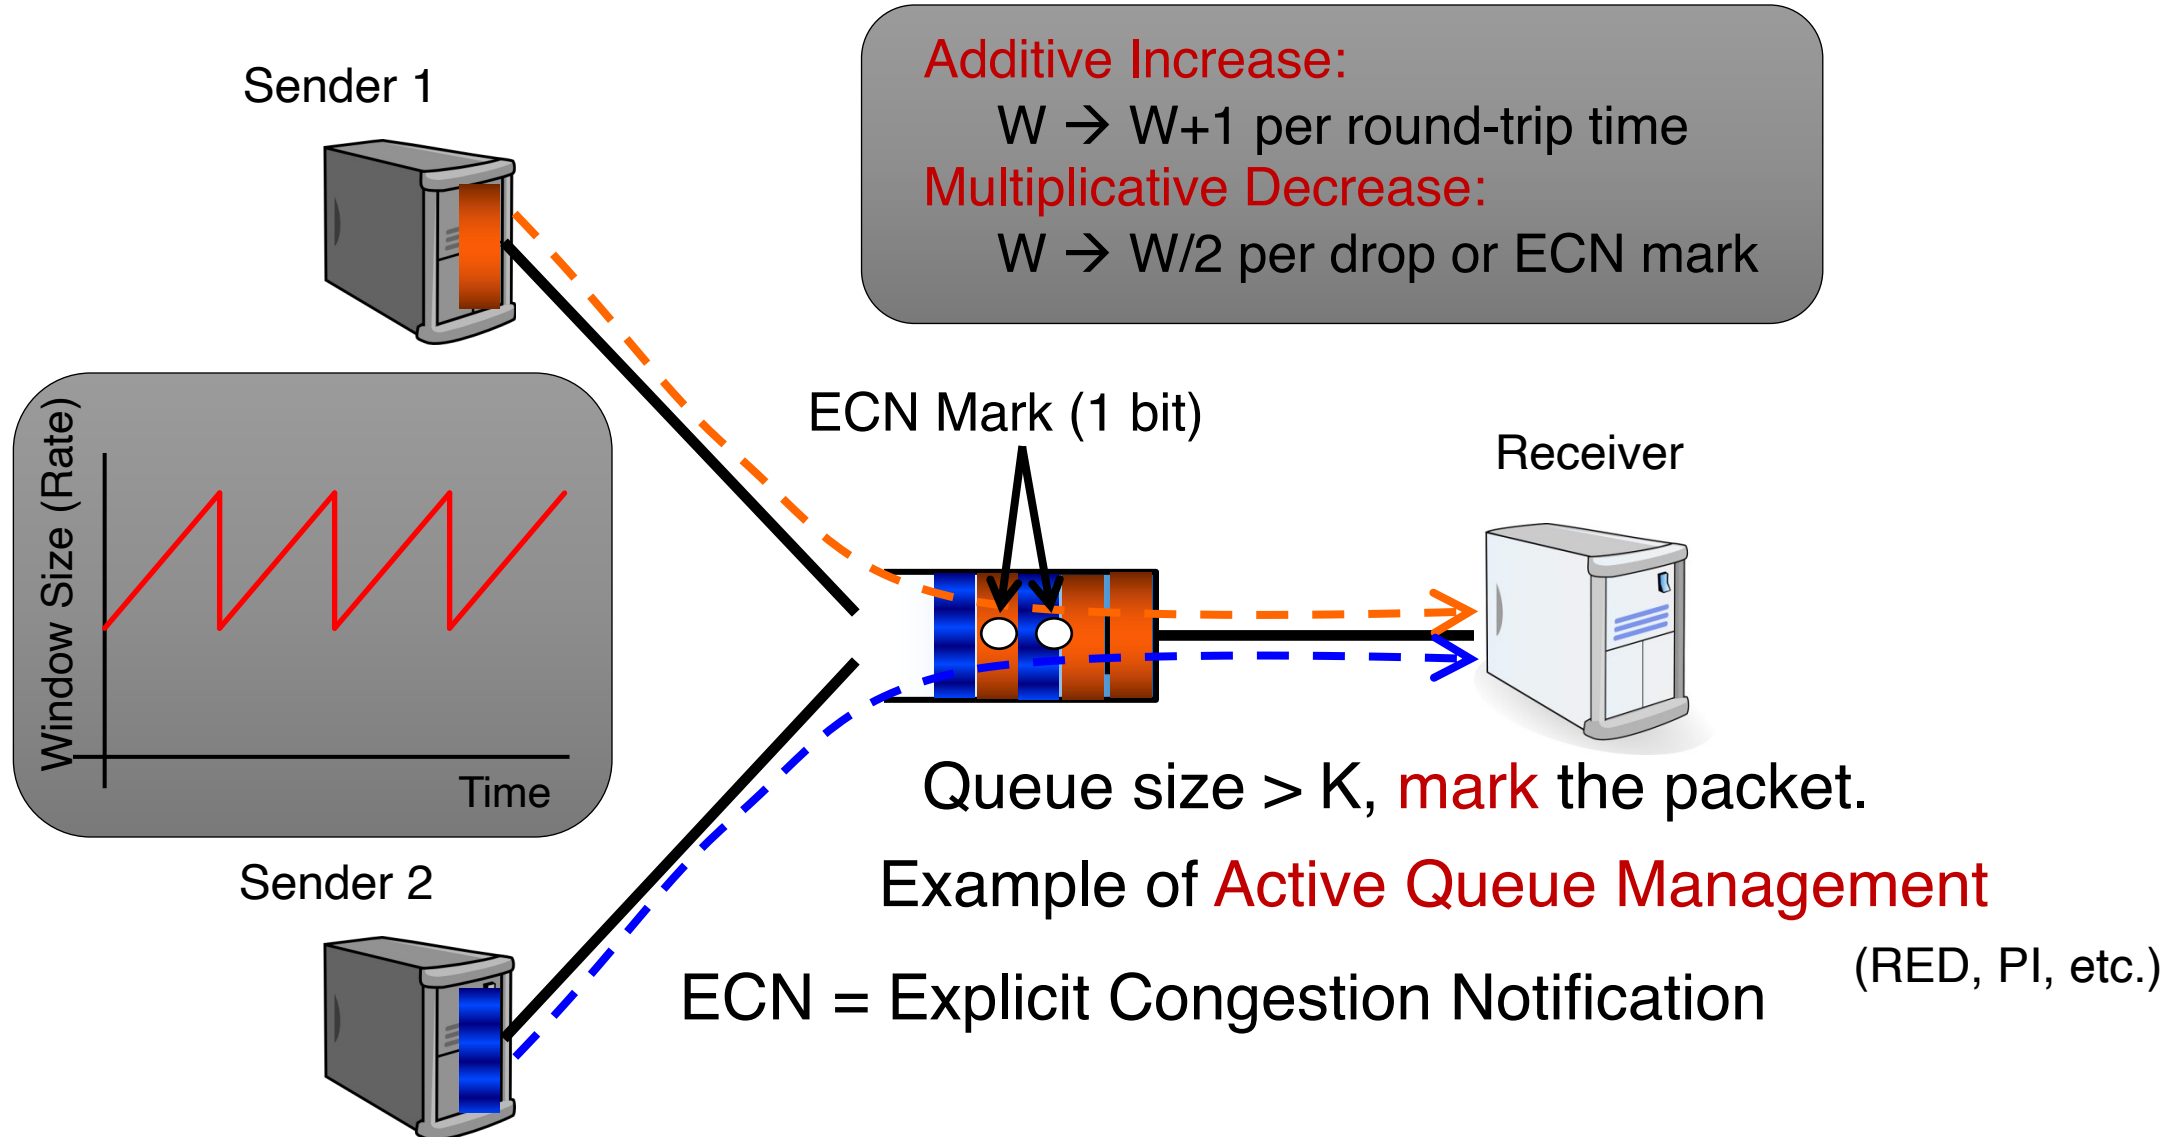 Sender 1
Additive Increase:
W → W+1 per round-trip time
Multiplicative Decrease:
W → W/2 per drop or ECN mark
Window Size (Rate)
Time
ECN Mark (1 bit)
Receiver
Queue size > K, mark the packet.
Sender 2
Example of Active Queue Management
(RED, PI, etc.)
ECN = Explicit Congestion Notification